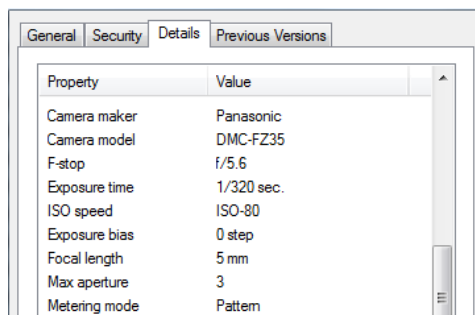 General Security Details Previous Versions
Property Value
Camera maker Panasonic
Camera model DMC-FZ35
F-stop f/5.6
Exposure time 1/320 sec.
ISO speed ISO-80
Exposure bias 0 step
Focal length 5 mm
Max aperture 3
Metering mode Pattern